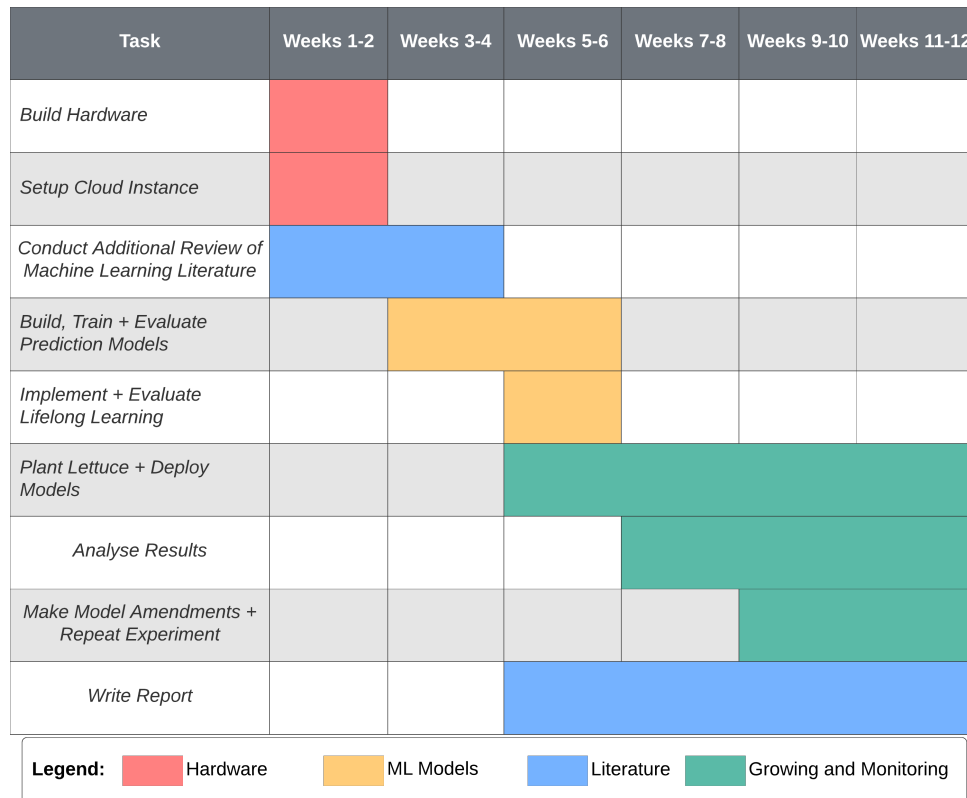 Task Weeks 1-2 Weeks 3-4 Weeks 5-6 Weeks 7-8 Weeks 9-10 Weeks 11-12
Build Hardware
Setup Cloud Instance
Conduct Additional Review of
Machine Learning Literature
Build, Train + Evaluate
Prediction Models
Implement + Evaluate
Lifelong Learning
Plant Lettuce + Deploy
Models
Analyse Results
Make Model Amendments +
Repeat Experiment
Write Report
Legend: Hardware ML Models Literature Growing and Monitoring